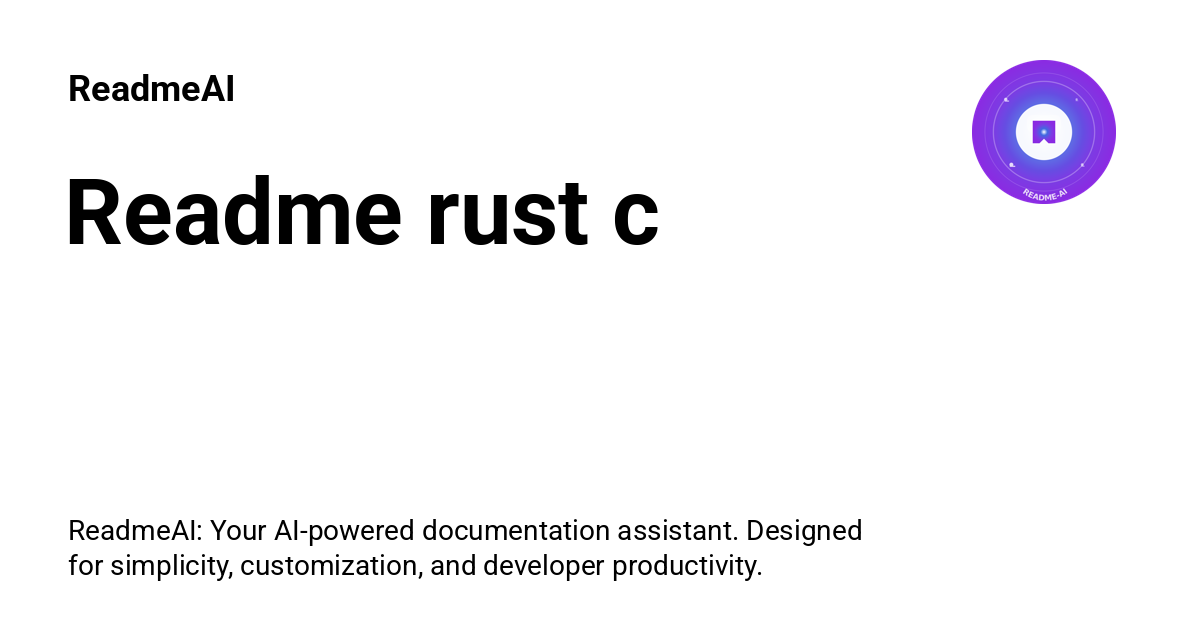 ReadmeAI
README-AI
Readme rust c
ReadmeAI: Your AI-powered documentation assistant. Designed
for simplicity, customization, and developer productivity.